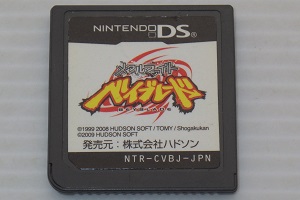 NINTENDO DS
メタルファイト
ベイブレード
BEYBLADE
©1999 2008 HUDSON SOFT / TOMY / Shogakukan
©2009 HUDSON SOFT
発売元：株式会社ハドソン
NTR-CVBJ-JPN